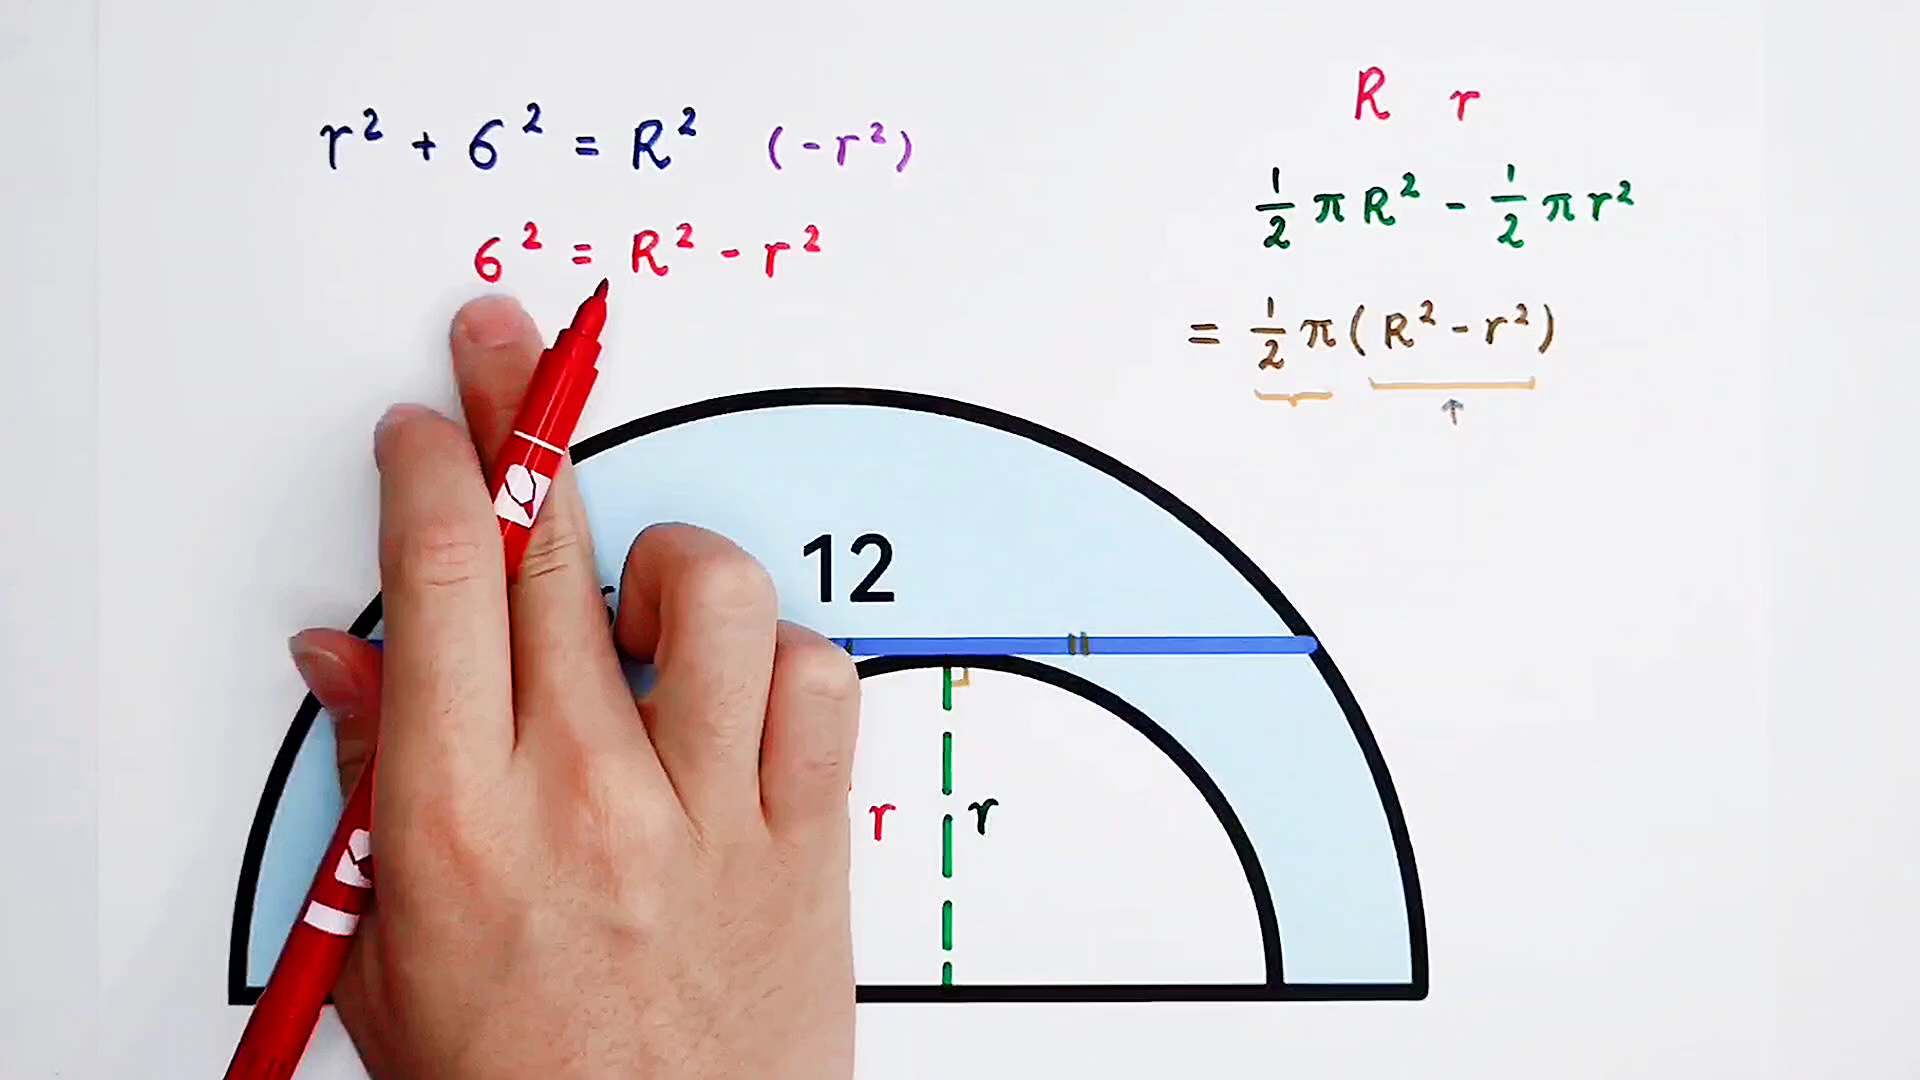 r² + 6² = R² (-r²)
6² = R² - r²
R r
½πR² - ½πr²
= ½π(R² - r²)
↑
12
r r